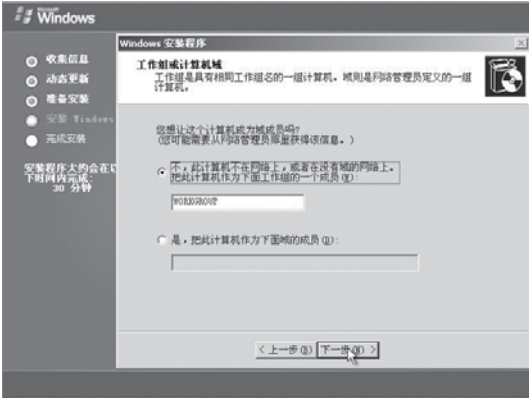 Microsoft
Windows
收集信息
动态更新
准备安装
安装 Windows
完成安装
安装程序大约会在以
下时间内完成:
30 分钟
Windows 安装程序
工作组或计算机域
工作组是具有相同工作组名的一组计算机。域则是网络管理员定义的一组
计算机。
您想让这个计算机成为域成员吗?
(您可能需要从网络管理员那里获得该信息。)
不，此计算机不在网络上，或者在没有域的网络上。
把此计算机作为下面工作组的一个成员(W):
WORKGROUP
是，把此计算机作为下面域的成员(D):
< 上一步(B)
下一步(N) >